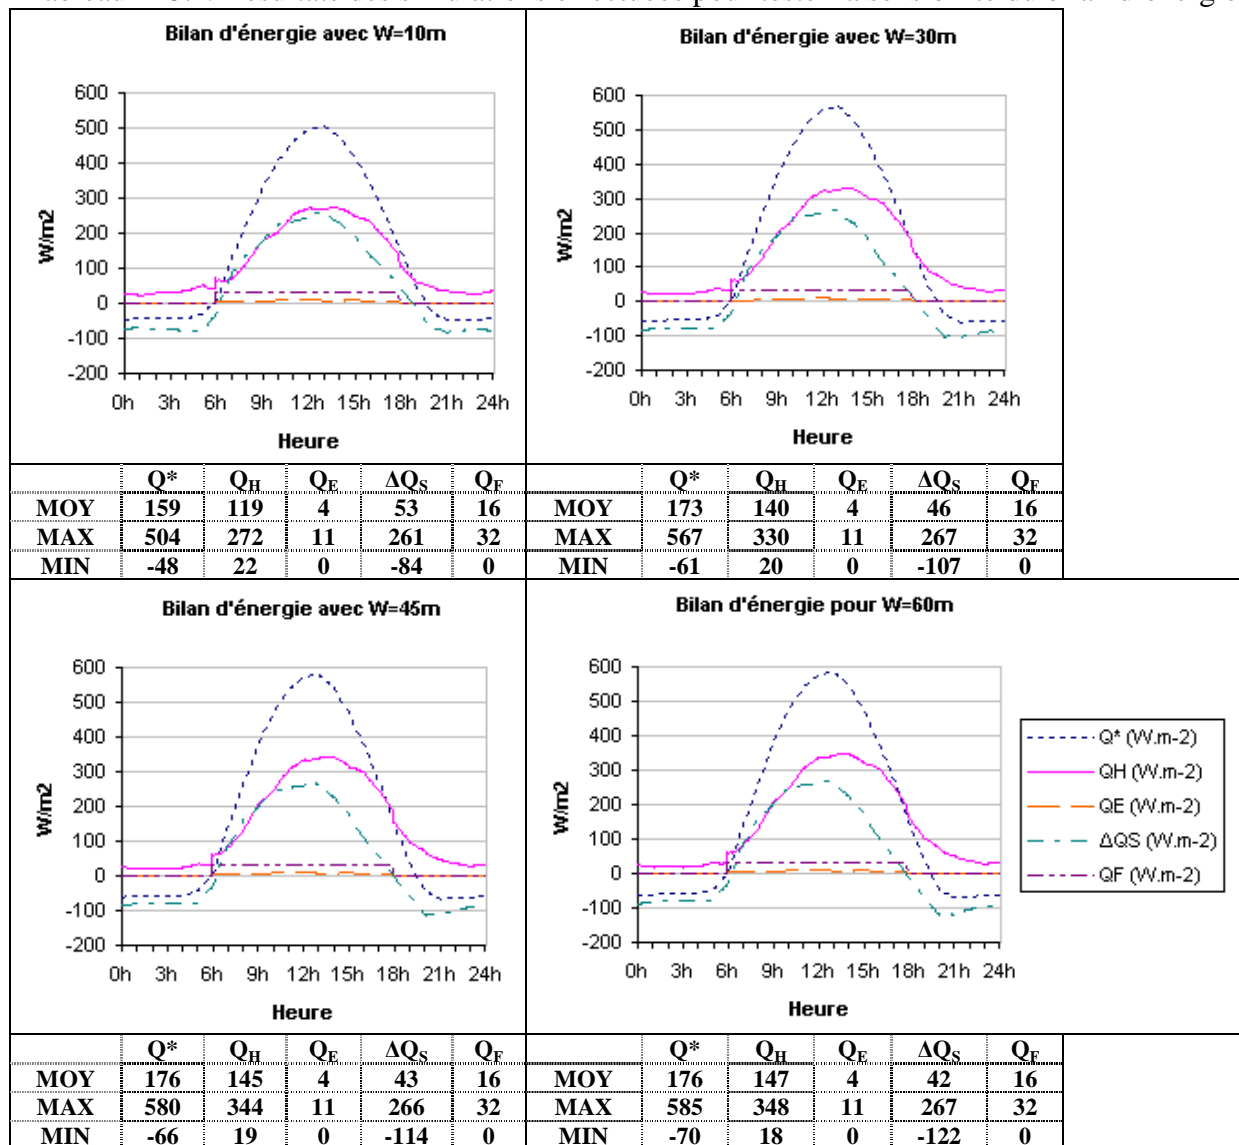 Bilan d'énergie avec W=10m
600
500
400
300
200
100
0
-100
-200
W/m2
0h 3h 6h 9h 12h 15h 18h 21h 24h
Heure
Q* QH QE ΔQS QF
MOY 159 119 4 53 16
MAX 504 272 11 261 32
MIN -48 22 0 -84 0
Bilan d'énergie avec W=30m
600
500
400
300
200
100
0
-100
-200
W/m2
0h 3h 6h 9h 12h 15h 18h 21h 24h
Heure
Q* QH QE ΔQS QF
MOY 173 140 4 46 16
MAX 567 330 11 267 32
MIN -61 20 0 -107 0
Bilan d'énergie avec W=45m
600
500
400
300
200
100
0
-100
-200
W/m2
0h 3h 6h 9h 12h 15h 18h 21h 24h
Heure
Q* QH QE ΔQS QF
MOY 176 145 4 43 16
MAX 580 344 11 266 32
MIN -66 19 0 -114 0
Bilan d'énergie pour W=60m
600
500
400
300
200
100
0
-100
-200
W/m2
0h 3h 6h 9h 12h 15h 18h 21h 24h
Heure
Q* (W.m-2)
QH (W.m-2)
QE (W.m-2)
ΔQS (W.m-2)
QF (W.m-2)
Q* QH QE ΔQS QF
MOY 176 147 4 42 16
MAX 585 348 11 267 32
MIN -70 18 0 -122 0